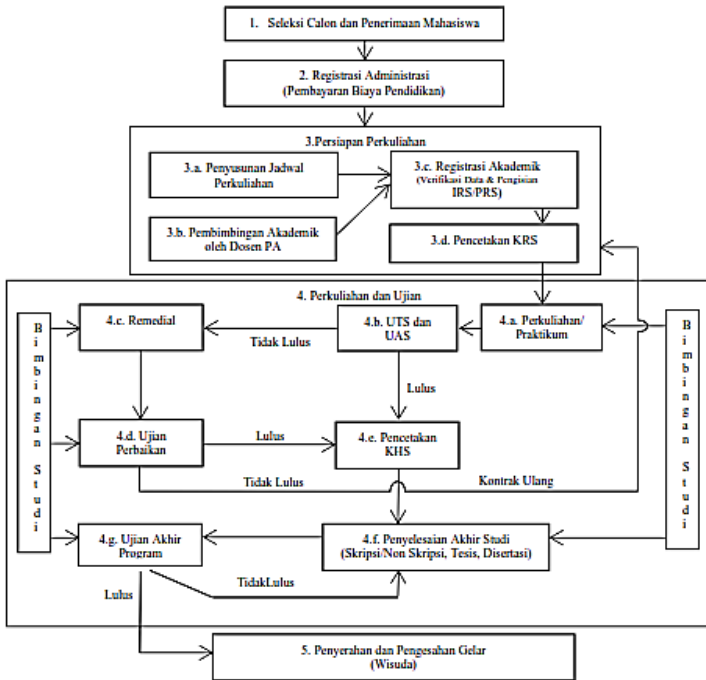 1. Seleksi Calon dan Penerimaan Mahasiswa
2. Registrasi Administrasi
(Pembayaran Biaya Pendidikan)
3.Persiapan Perkuliahan
3.a. Penyusunan Jadwal
Perkuliahan
3.c. Registrasi Akademik
(Verifikasi Data & Pengisian
IRS/PRS)
3.b. Pembimbingan Akademik
oleh Dosen PA
3.d. Pencetakan KRS
4. Perkuliahan dan Ujian
Bimbingan Studi
4.c. Remedial
Tidak Lulus
4.b. UTS dan
UAS
4.a. Perkuliahan/
Praktikum
Bimbingan Studi
Lulus
4.d. Ujian
Perbaikan
Lulus
4.e. Pencetakan
KHS
Tidak Lulus
Kontrak Ulang
4.g. Ujian Akhir
Program
4.f. Penyelesaian Akhir Studi
(Skripsi/Non Skripsi, Tesis, Disertasi)
TidakLulus
Lulus
5. Penyerahan dan Pengesahan Gelar
(Wisuda)